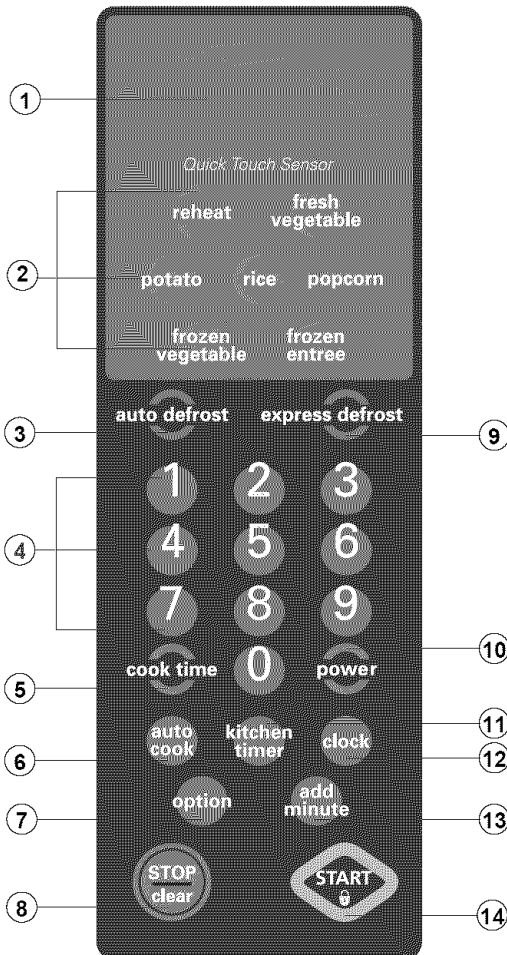 1
Quick Touch Sensor
reheat
fresh
vegetable
2
potato rice popcorn
frozen
vegetable
frozen
entree
3
auto defrost express defrost
9
1 2 3
4
4 5 6
7 8 9
10
cook time 0 power
5
11
auto
cook
kitchen
timer
clock
6
12
option
add
minute
7
13
STOP
clear
START
8
14